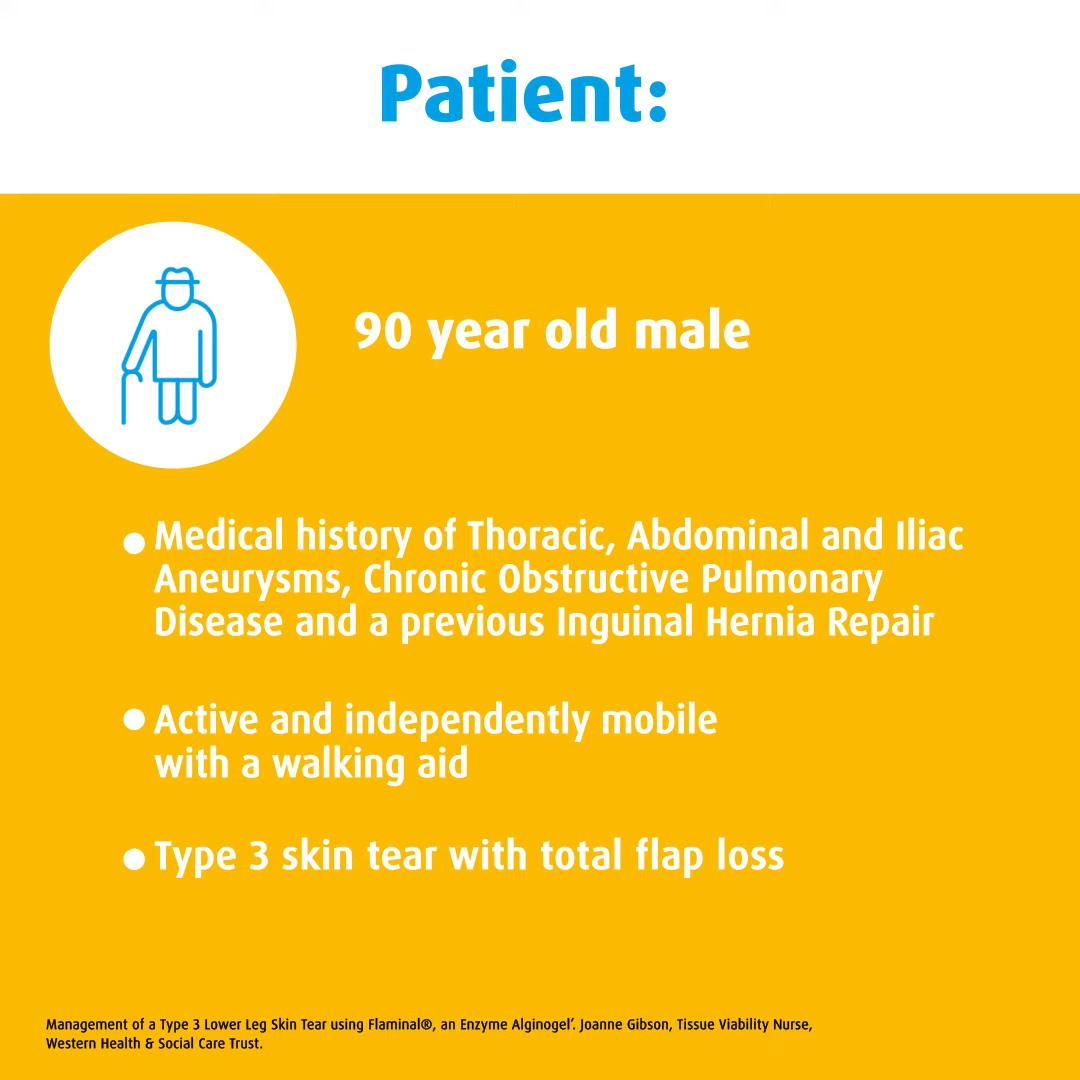 Patient:
90 year old male
Medical history of Thoracic, Abdominal and Iliac
Aneurysms, Chronic Obstructive Pulmonary
Disease and a previous Inguinal Hernia Repair
Active and independently mobile
with a walking aid
Type 3 skin tear with total flap loss
Management of a Type 3 Lower Leg Skin Tear using Flaminal®, an Enzyme Alginogel’. Joanne Gibson, Tissue Viability Nurse,
Western Health & Social Care Trust.